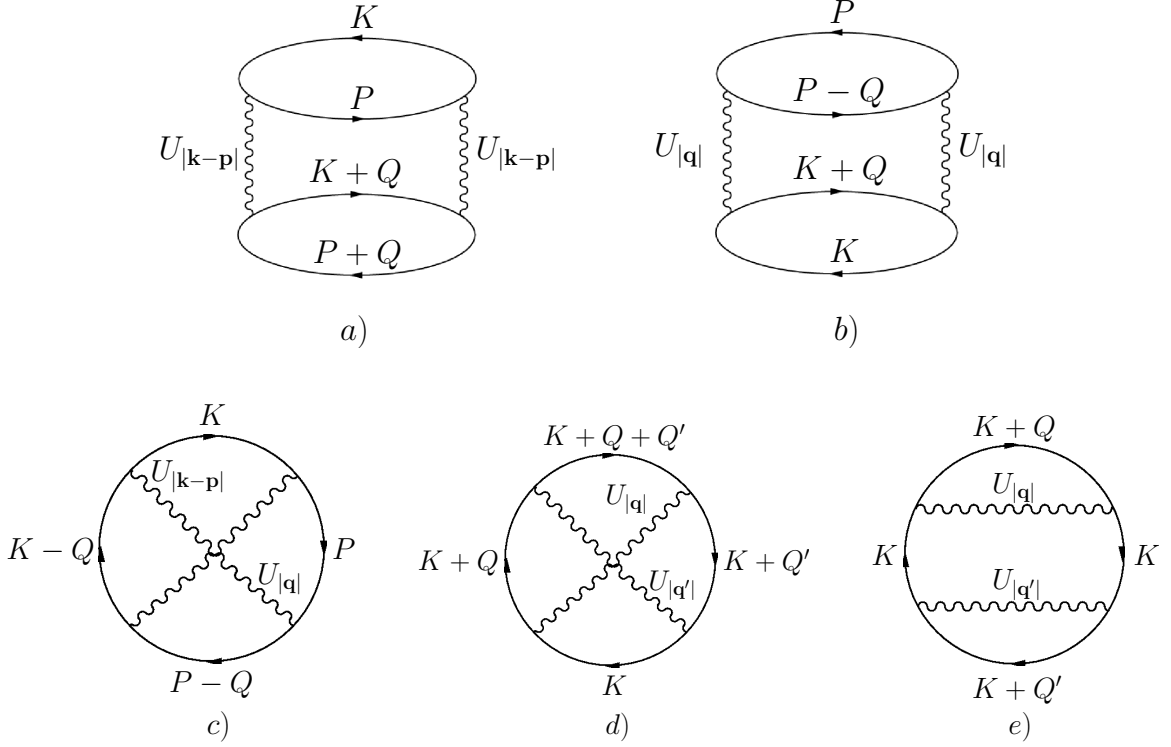 K
P
U_{|k−p|}
U_{|k−p|}
K + Q
P + Q
a)
P
P − Q
U_{|q|}
U_{|q|}
K + Q
K
b)
K
U_{|k−p|}
K − Q
P
U_{|q|}
P − Q
c)
K + Q + Q′
U_{|q|}
K + Q
K + Q′
U_{|q′|}
K
d)
K + Q
U_{|q|}
K
K
U_{|q′|}
K + Q′
e)